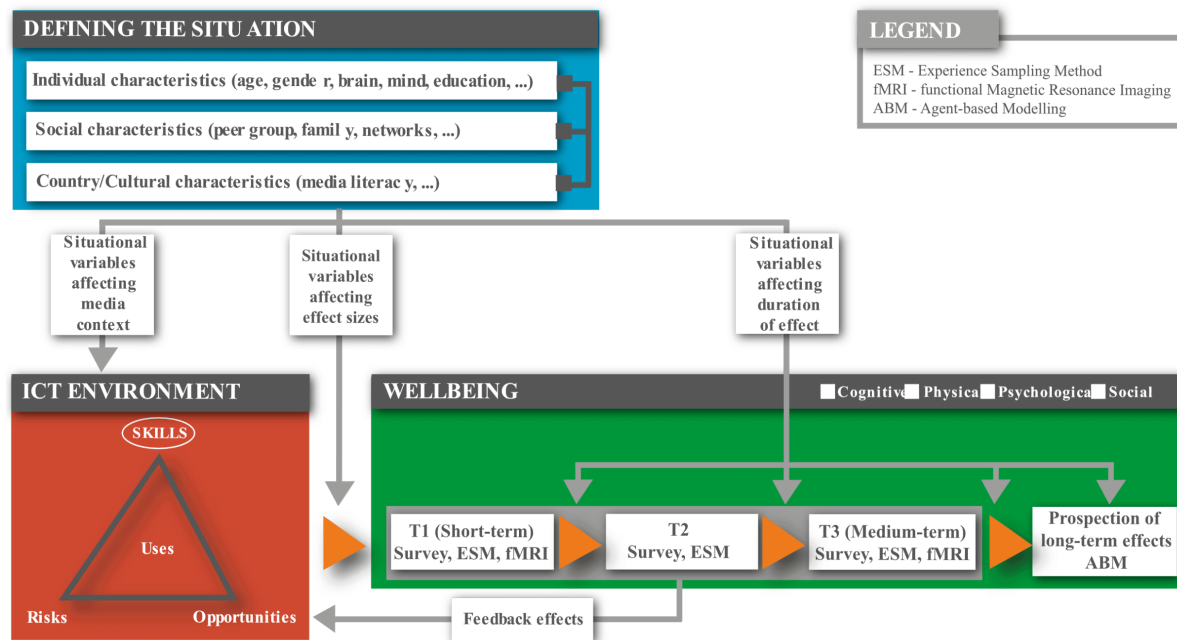 DEFINING THE SITUATION
Individual characteristics (age, gende r, brain, mind, education, ...)
Social characteristics (peer group, famil y, networks, ...)
Country/Cultural characteristics (media literac y, ...)
LEGEND
ESM - Experience Sampling Method
fMRI - functional Magnetic Resonance Imaging
ABM - Agent-based Modelling
Situational
variables
affecting
media
context
Situational
variables
affecting
effect sizes
Situational
variables
affecting
duration
of effect
ICT ENVIRONMENT
SKILLS
Uses
Risks
Opportunities
WELLBEING
Cognitive
Physica
Psychologica
Social
T1 (Short-term)
Survey, ESM, fMRI
T2
Survey, ESM
T3 (Medium-term)
Survey, ESM, fMRI
Prospection of
long-term effects
ABM
Feedback effects